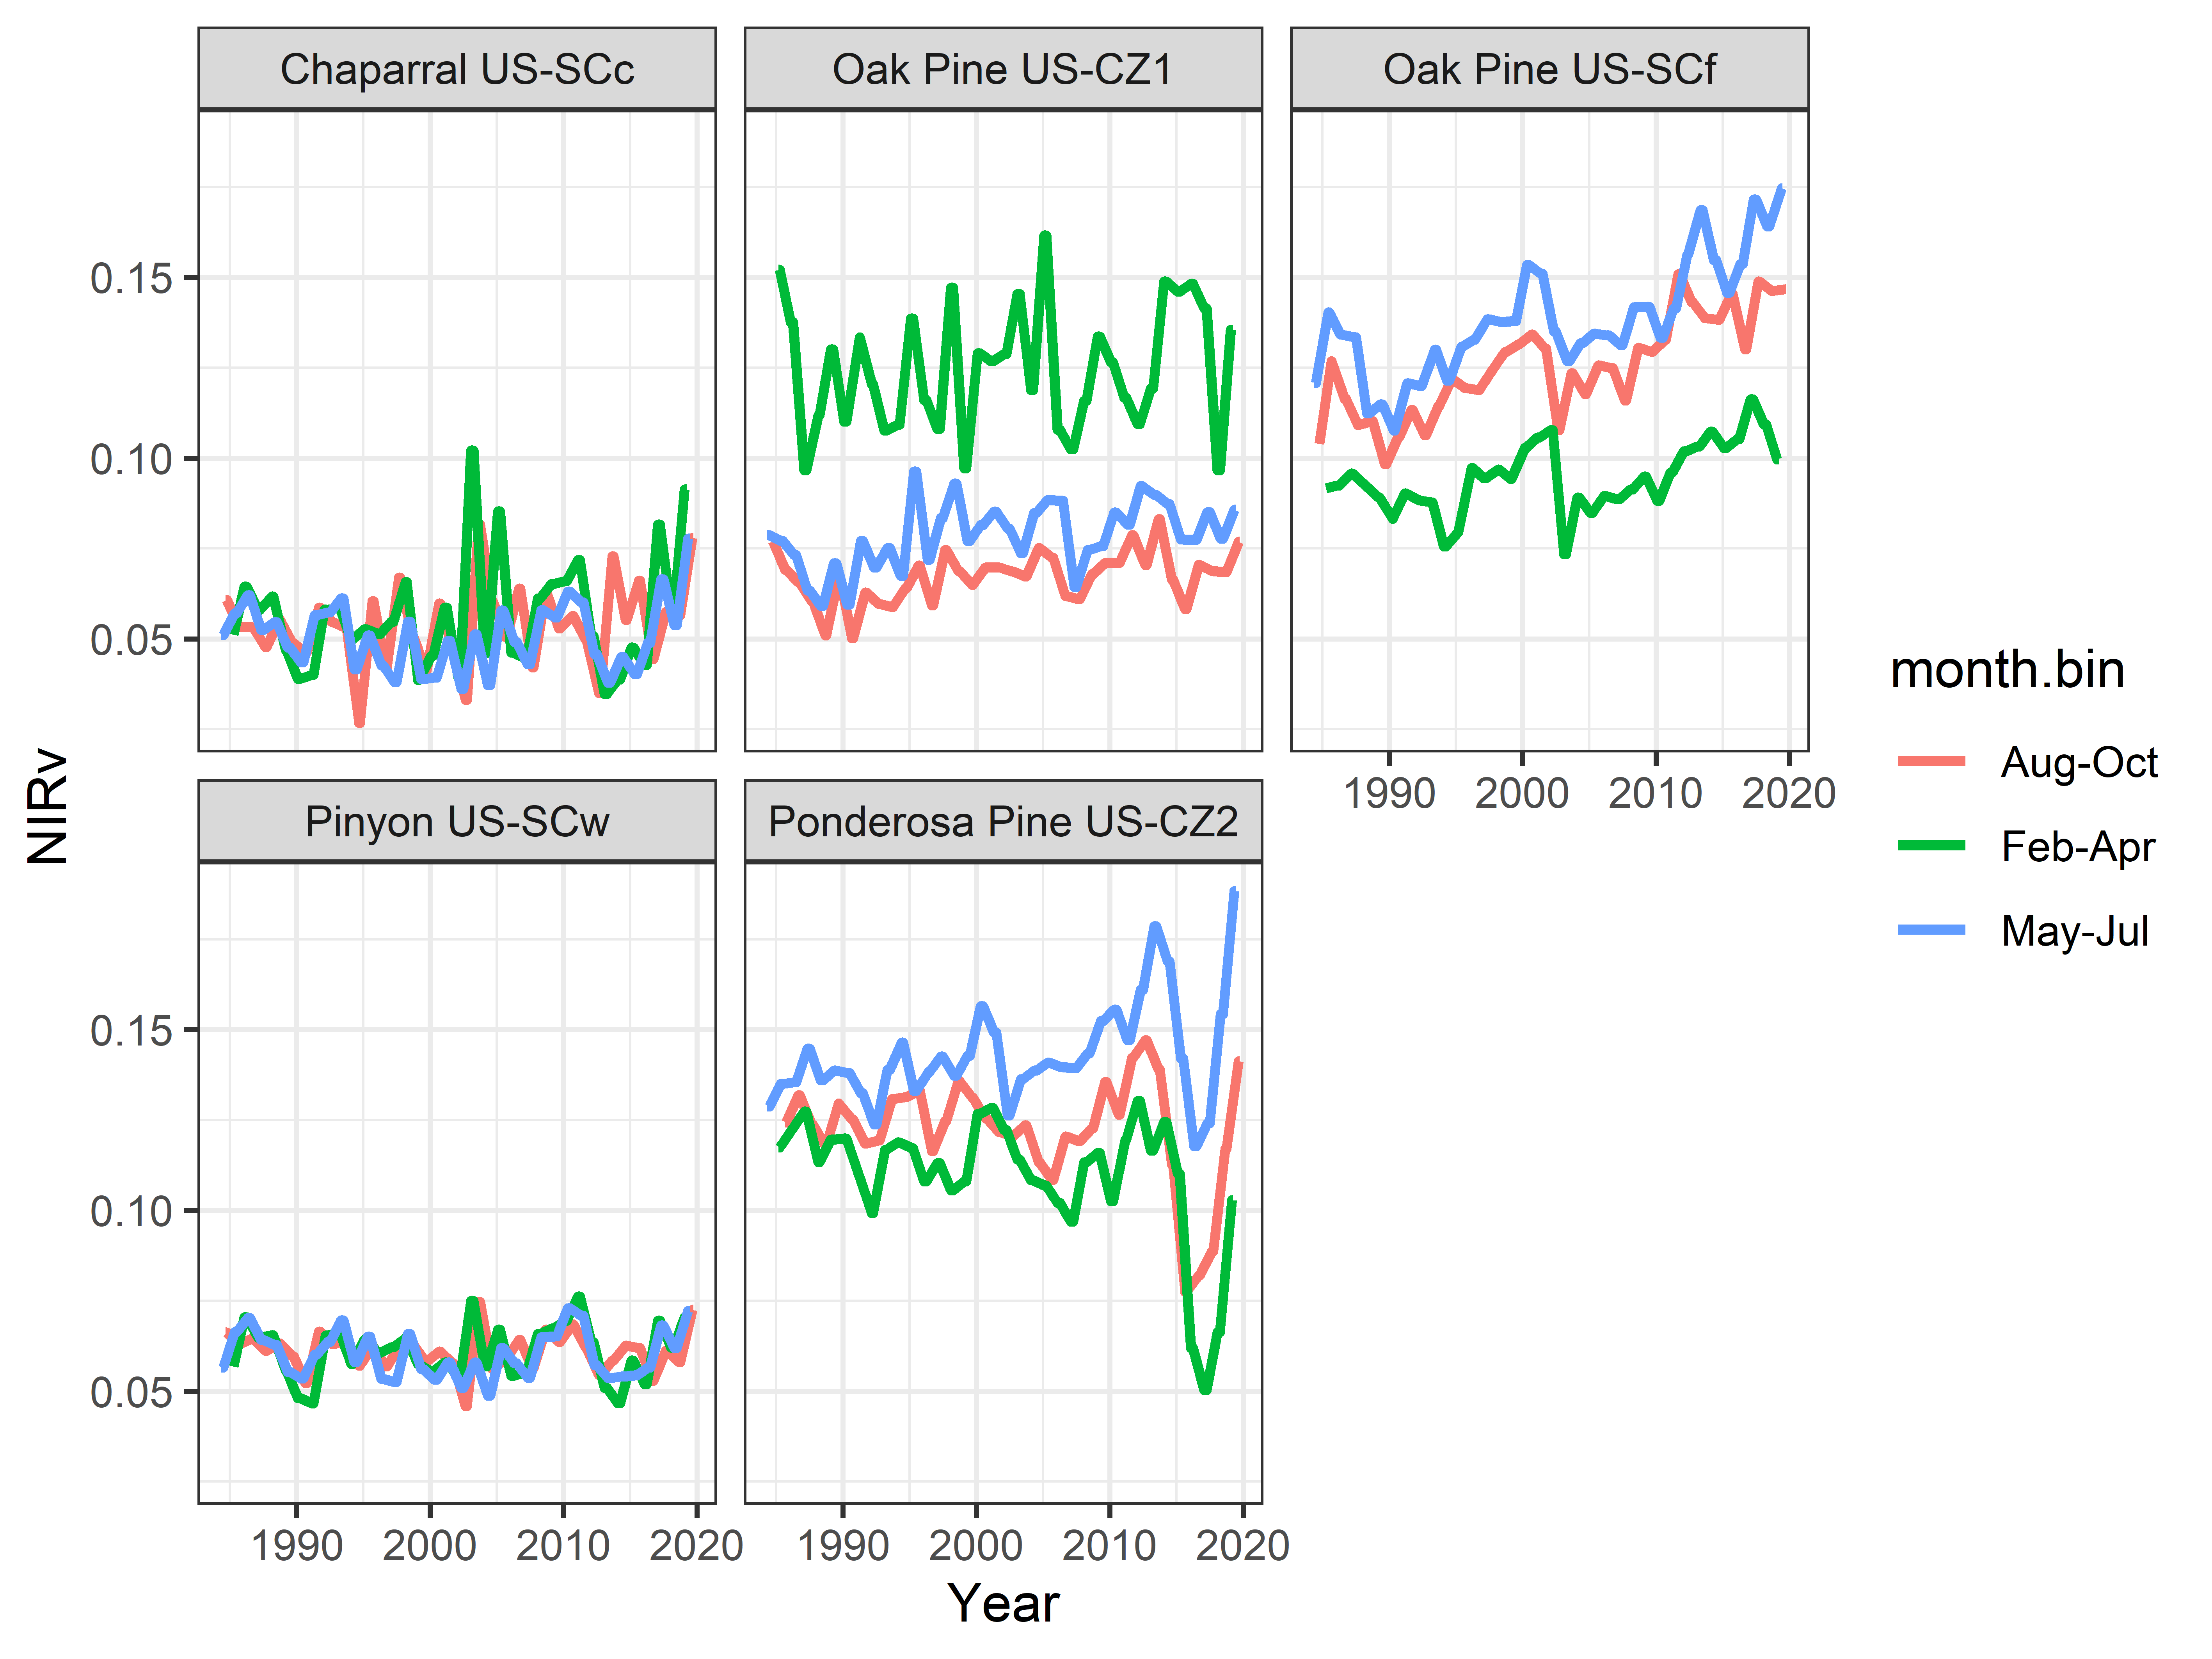 Chaparral US-SCc
Oak Pine US-CZ1
Oak Pine US-SCf
0.15
0.10
0.05
1990 2000 2010 2020
Pinyon US-SCw
Ponderosa Pine US-CZ2
0.15
0.10
0.05
1990 2000 2010 2020
1990 2000 2010 2020
NIRv
Year
month.bin
Aug-Oct
Feb-Apr
May-Jul